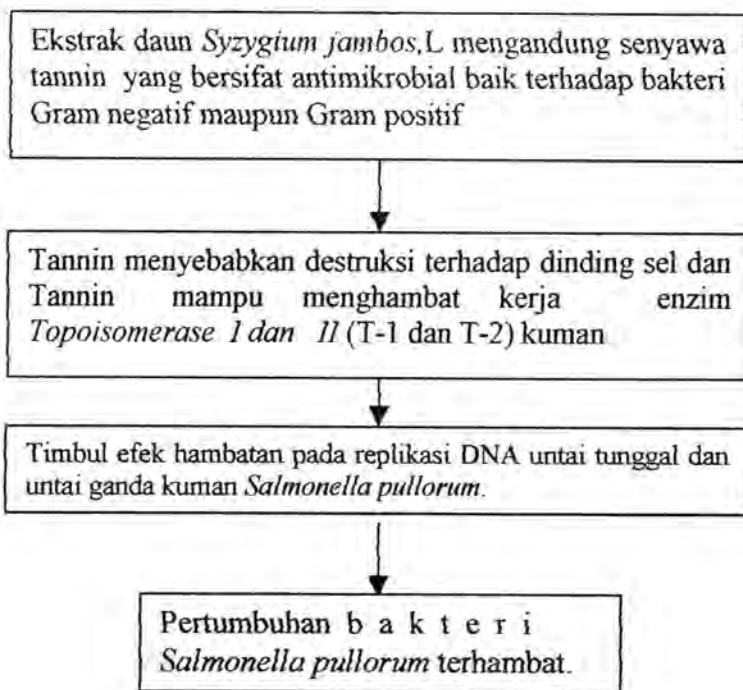 Ekstrak daun Syzygium jambos,L mengandung senyawa
tannin yang bersifat antimikrobial baik terhadap bakteri
Gram negatif maupun Gram positif
Tannin menyebabkan destruksi terhadap dinding sel dan
Tannin mampu menghambat kerja enzim
Topoisomerase I dan II (T-1 dan T-2) kuman
Timbul efek hambatan pada replikasi DNA untai tunggal dan
untai ganda kuman Salmonella pullorum.
Pertumbuhan b a k t e r i
Salmonella pullorum terhambat.